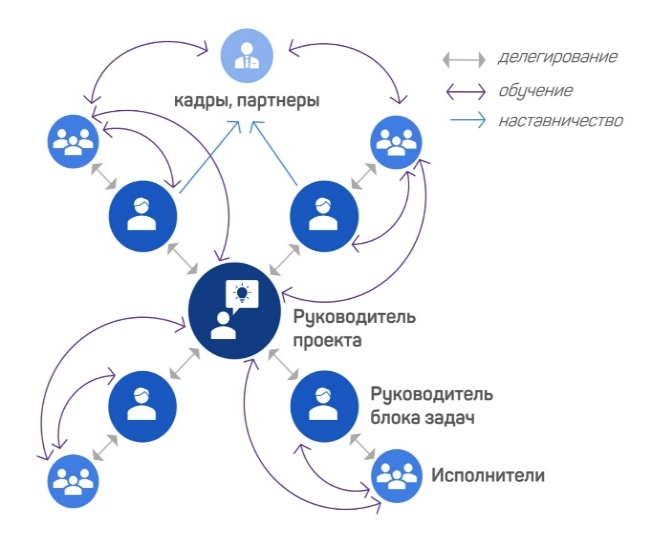 делегирование
обучение
наставничество
кадры, партнеры
Руководитель
проекта
Руководитель
блока задач
Исполнители